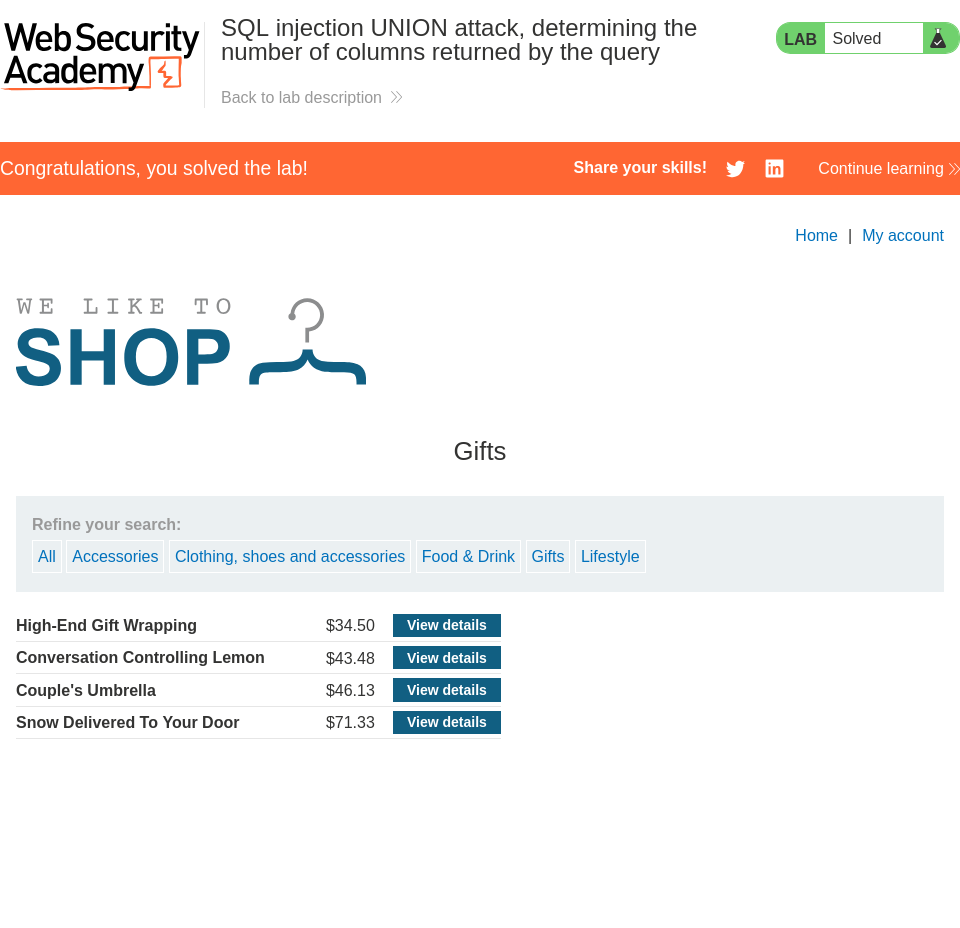 Web Security
Academy
SQL injection UNION attack, determining the
number of columns returned by the query
LAB Solved
Back to lab description
Congratulations, you solved the lab!
Share your skills!
Continue learning
Home | My account
WE LIKE TO
SHOP
Gifts
Refine your search:
All Accessories Clothing, shoes and accessories Food & Drink Gifts Lifestyle
High-End Gift Wrapping $34.50 View details
Conversation Controlling Lemon $43.48 View details
Couple's Umbrella $46.13 View details
Snow Delivered To Your Door $71.33 View details